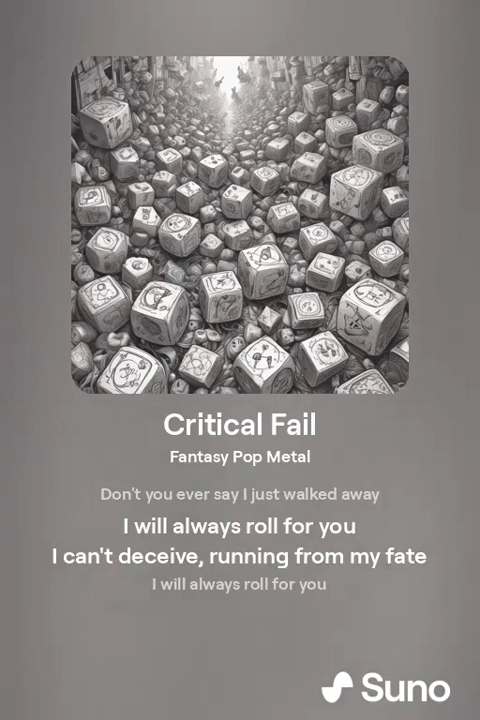 Critical Fail
Fantasy Pop Metal
Don't you ever say I just walked away
I will always roll for you
I can't deceive, running from my fate
I will always roll for you
Suno